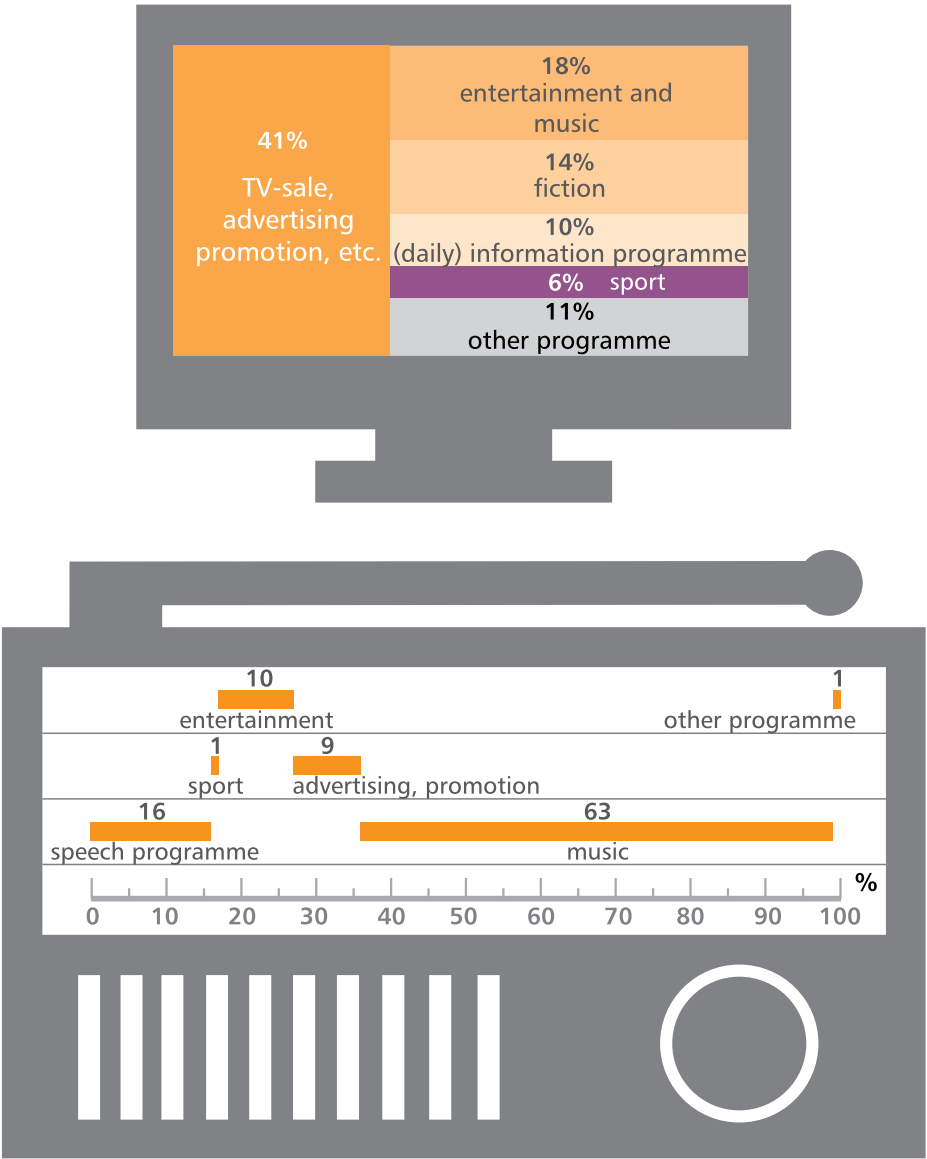 41%
TV-sale,
advertising
promotion, etc.
18%
entertainment and
music
14%
fiction
10%
(daily) information programme
6% sport
11%
other programme
10 1
entertainment other programme
1 9
sport advertising, promotion
16 63
speech programme music
%
0 10 20 30 40 50 60 70 80 90 100